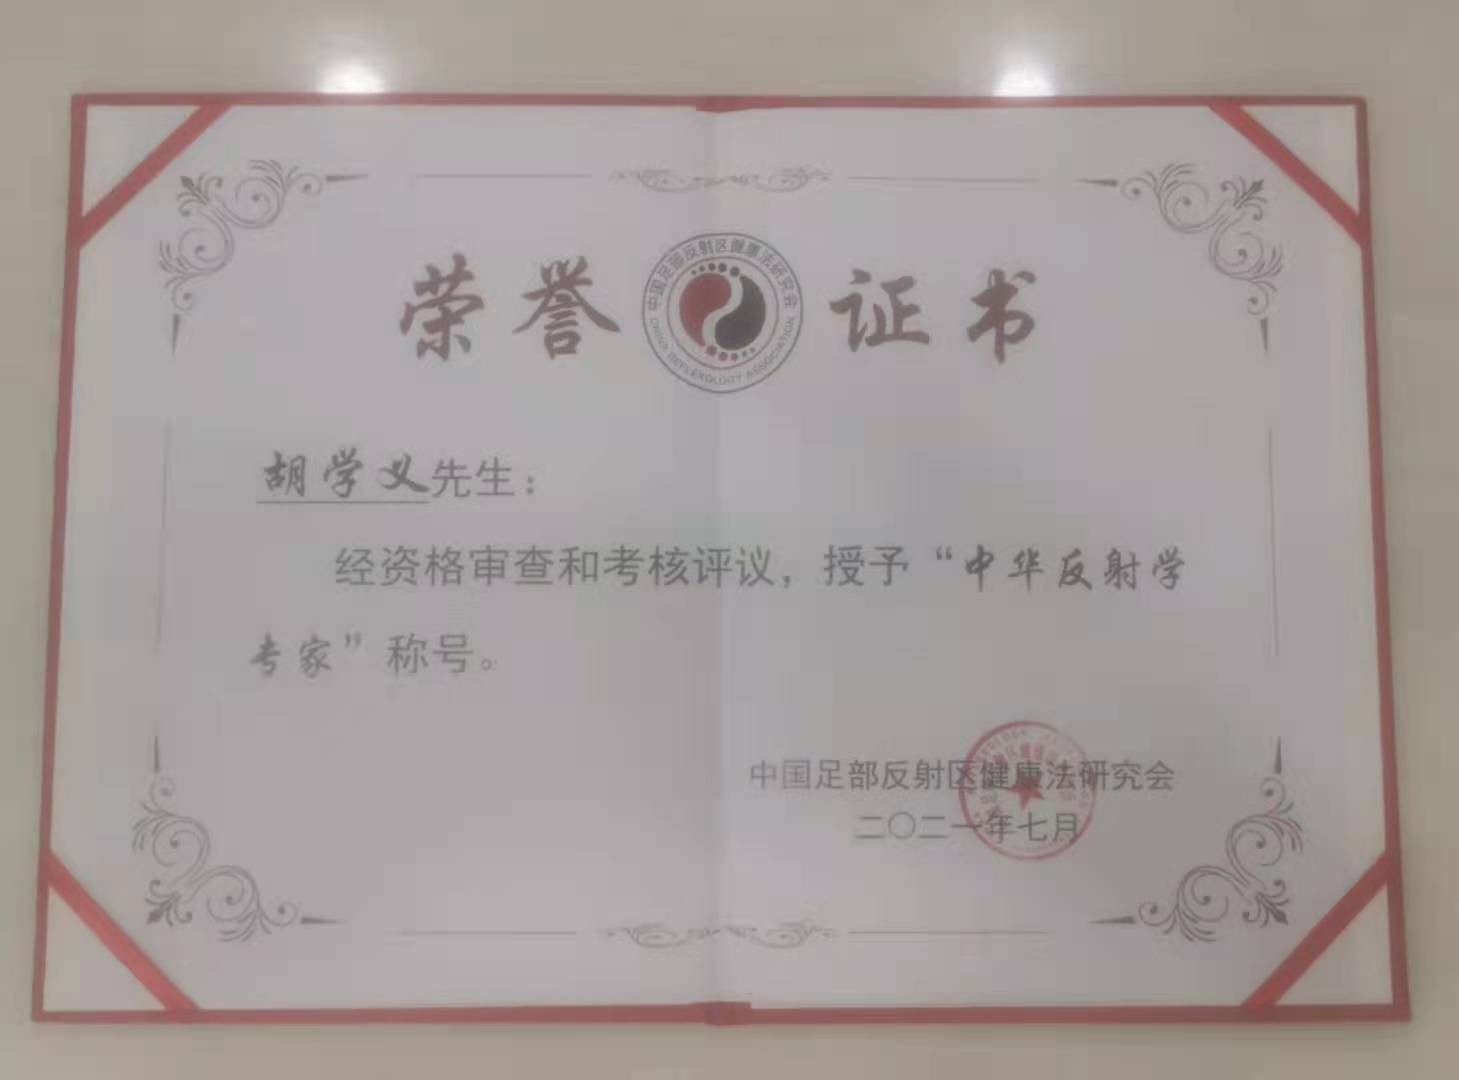 荣誉证书
中国足部反射区健康法研究会
CHINA REFLEXOLOGY ASSOCIATION
胡学义先生：
经资格审查和考核评议，授予“中华反射学
专家”称号。
中国足部反射区健康法研究会
二〇二一年七月